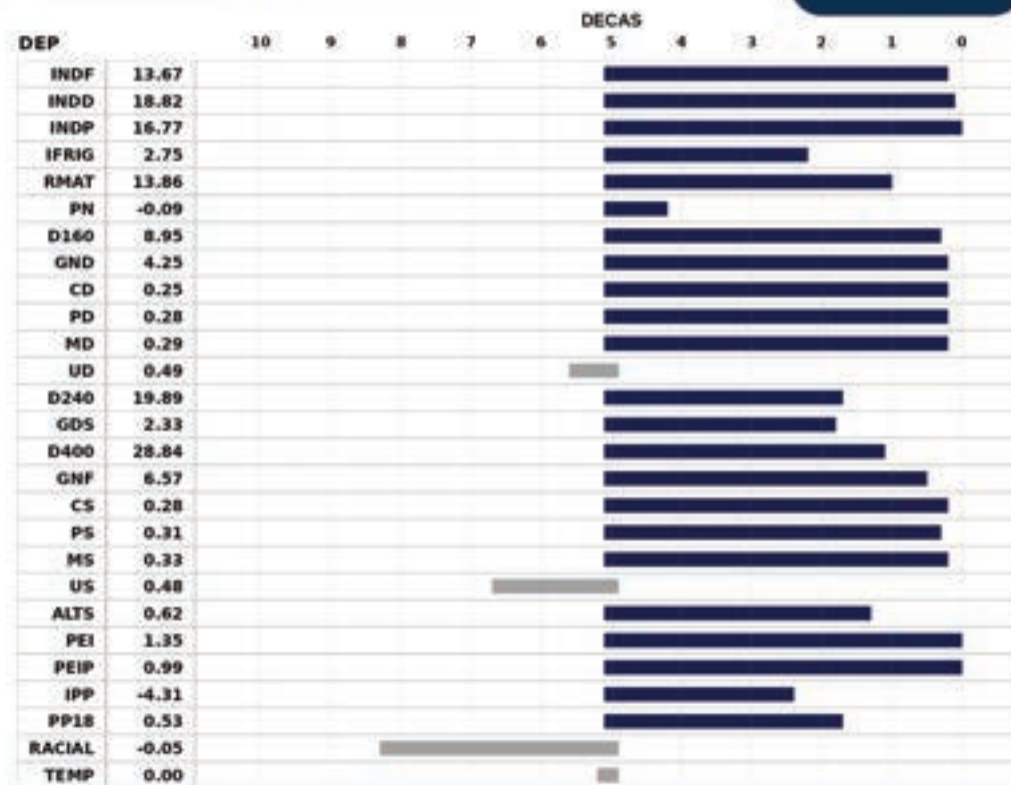 DECAS
DEP 10 9 8 7 6 5 4 3 2 1 0
INDF 13.67
INDD 18.82
INDP 16.77
IFRIG 2.75
RMAT 13.86
PN -0.09
D160 8.95
GND 4.25
CD 0.25
PD 0.28
MD 0.29
UD 0.49
D240 19.89
GDS 2.33
D400 28.84
GNF 6.57
CS 0.28
PS 0.31
MS 0.33
US 0.48
ALTS 0.62
PEI 1.35
PEIP 0.99
IPP -4.31
PP18 0.53
RACIAL -0.05
TEMP 0.00